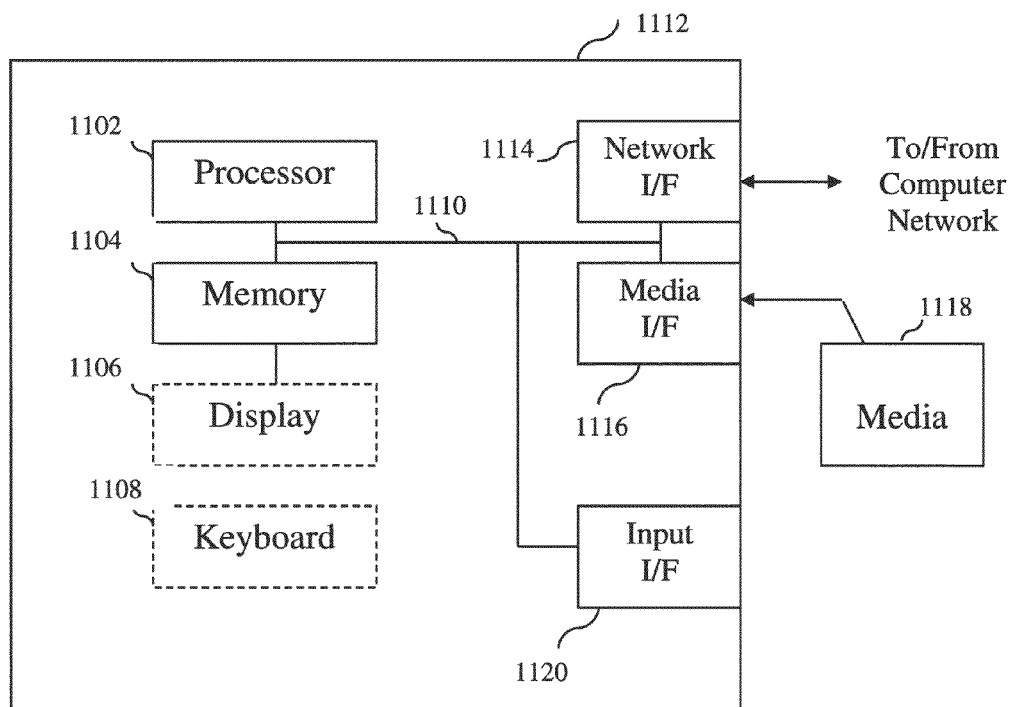 1112
1102
Processor
1114
Network
I/F
To/From
Computer
Network
1110
1104
Memory
Media
I/F
1116
1118
Media
1106
Display
1108
Keyboard
Input
I/F
1120